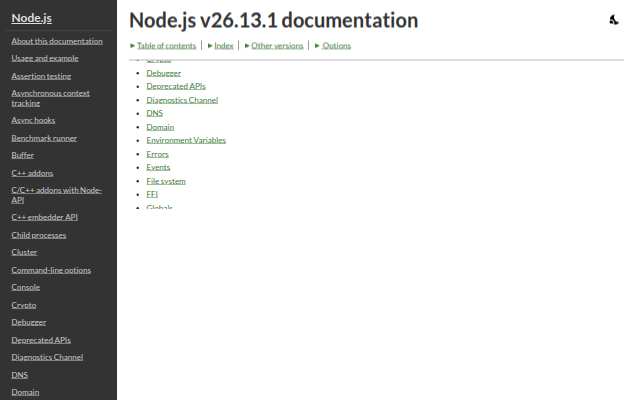 Node.js
About this documentation
Usage and example
Assertion testing
Asynchronous context
tracking
Async hooks
Benchmark runner
Buffer
C++ addons
C/C++ addons with Node-
API
C++ embedder API
Child processes
Cluster
Command-line options
Console
Crypto
Debugger
Deprecated APIs
Diagnostics Channel
DNS
Domain
Node.js v26.13.1 documentation
► Table of contents | ► Index | ► Other versions | ► Options
• Debugger
• Deprecated APIs
• Diagnostics Channel
• DNS
• Domain
• Environment Variables
• Errors
• Events
• File system
• FFI
• Globals